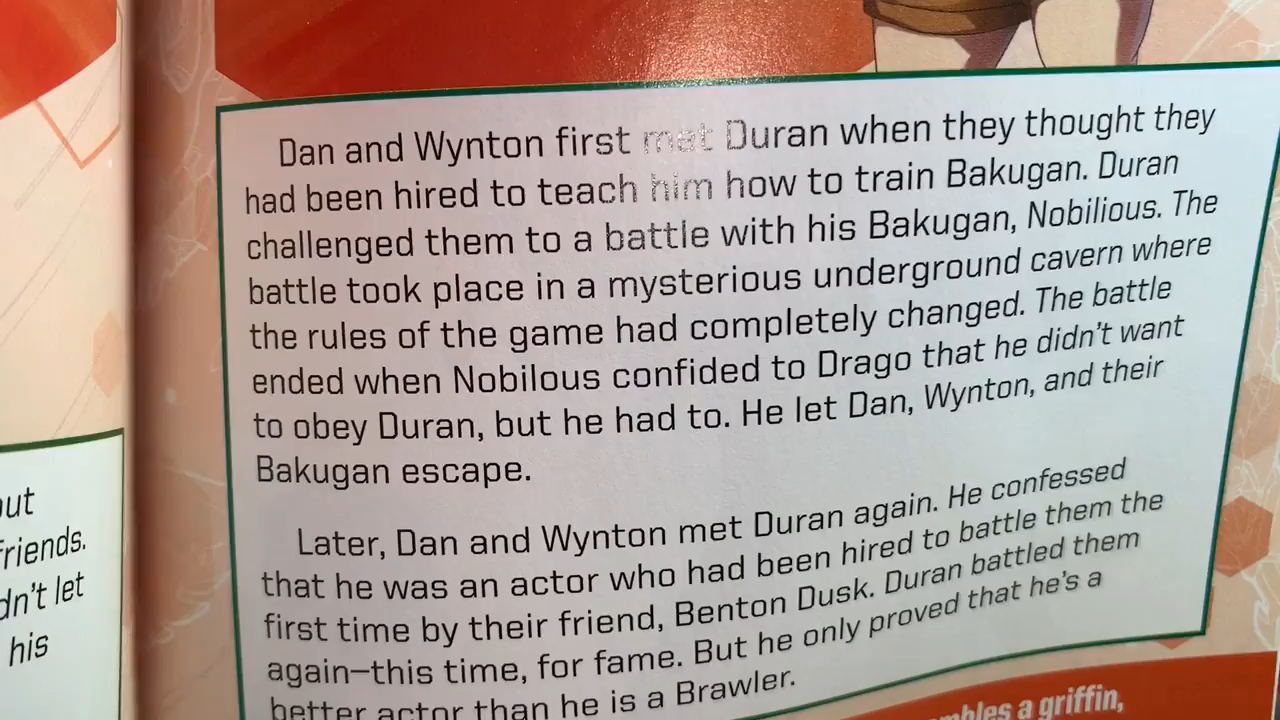 Dan and Wynton first met Duran when they thought they
had been hired to teach him how to train Bakugan. Duran
challenged them to a battle with his Bakugan, Nobilious. The
battle took place in a mysterious underground cavern where
the rules of the game had completely changed. The battle
ended when Nobilous confided to Drago that he didn't want
to obey Duran, but he had to. He let Dan, Wynton, and their
Bakugan escape.
Later, Dan and Wynton met Duran again. He confessed
that he was an actor who had been hired to battle them the
first time by their friend, Benton Dusk. Duran battled them
again—this time, for fame. But he only proved that he's a
better actor than he is a Brawler.
a griffin,
friends.
let
his